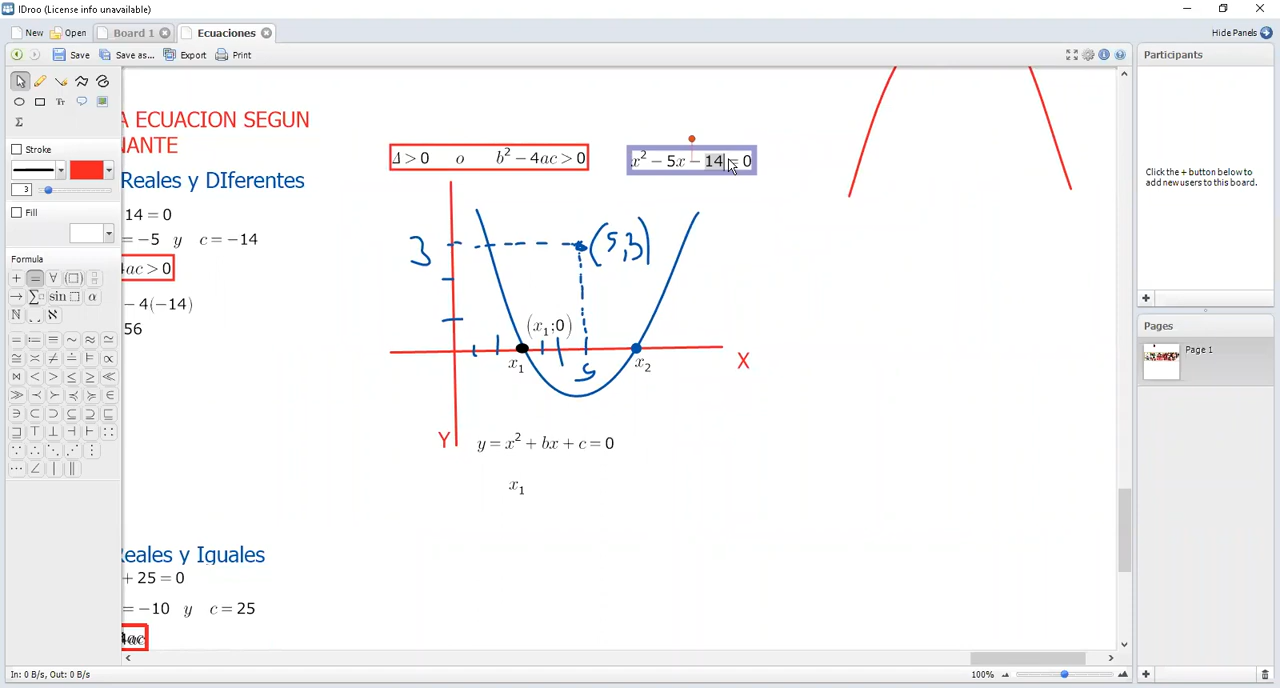 IDroo (License info unavailable)
New Open Board 1 Ecuaciones Hide Panels
Save Save as... Export Print
Participants
Click the + button below to
add new users to this board.
Pages
Page 1
Stroke
3
Fill
Formula
A ECUACION SEGUN
NANTE
Reales y DIferentes
14 = 0
= −5 y c = −14
4ac > 0
− 4(−14)
56
Δ > 0 o b² − 4ac > 0
x² − 5x − 14 = 0
3
(5,3)
(x₁;0)
x₁ 5 x₂ X
Y
y = x² + bx + c = 0
x₁
Reales y Iguales
+ 25 = 0
= −10 y c = 25
4ac
100%
In: 0 B/s, Out: 0 B/s